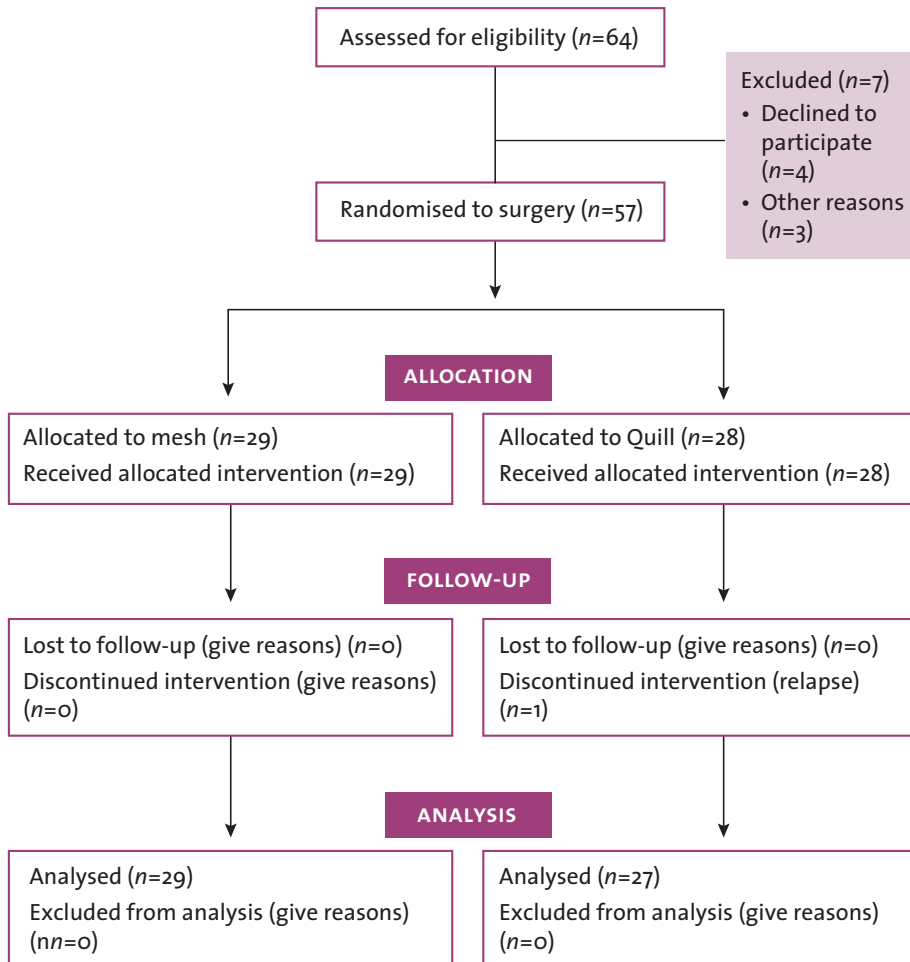 Assessed for eligibility (n=64)
Excluded (n=7)
• Declined to
participate
(n=4)
• Other reasons
(n=3)
Randomised to surgery (n=57)
ALLOCATION
Allocated to mesh (n=29)
Received allocated intervention (n=29)
Allocated to Quill (n=28)
Received allocated intervention (n=28)
FOLLOW-UP
Lost to follow-up (give reasons) (n=0)
Discontinued intervention (give reasons)
(n=0)
Lost to follow-up (give reasons) (n=0)
Discontinued intervention (relapse)
(n=1)
ANALYSIS
Analysed (n=29)
Excluded from analysis (give reasons)
(nn=0)
Analysed (n=27)
Excluded from analysis (give reasons)
(n=0)